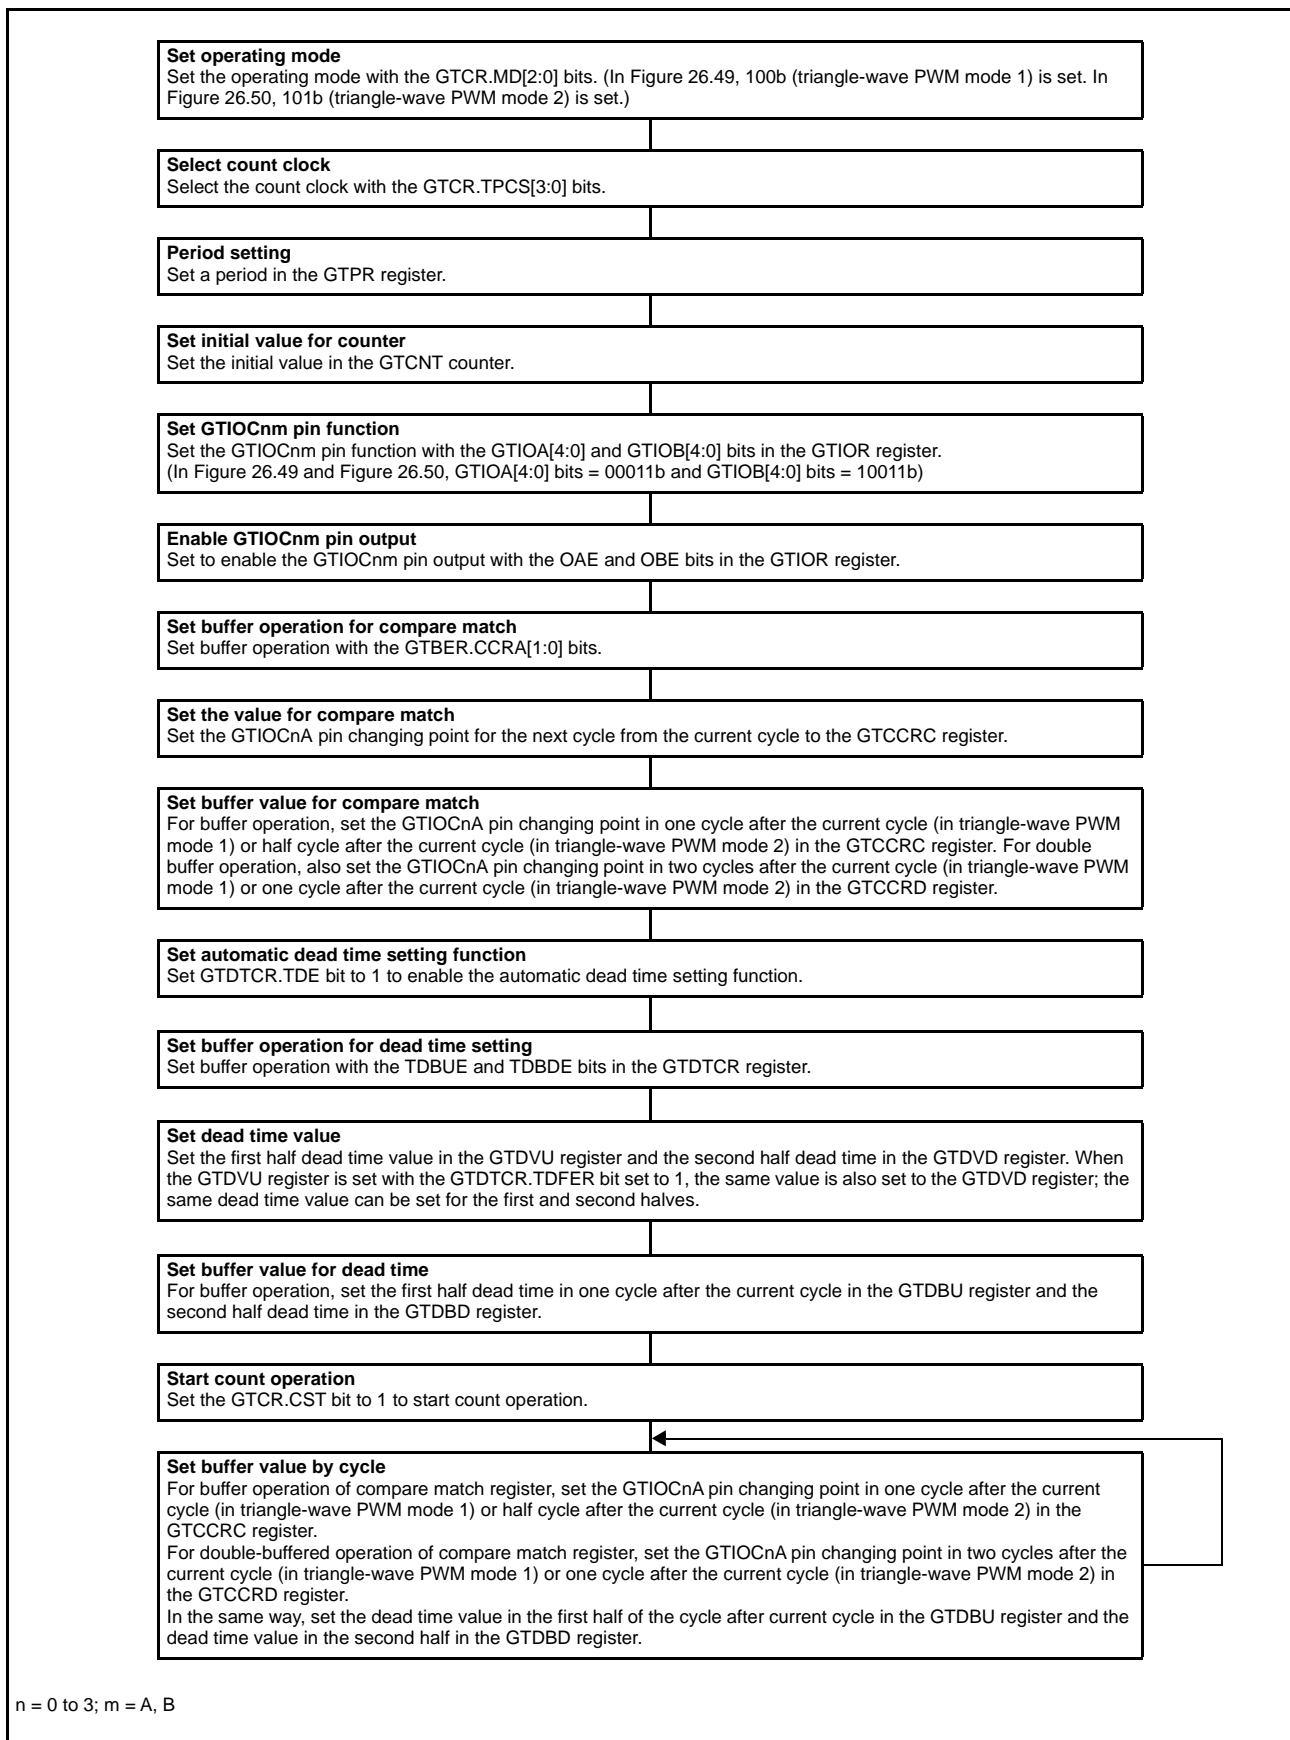 Set operating mode
Set the operating mode with the GTCR.MD[2:0] bits. (In Figure 26.49, 100b (triangle-wave PWM mode 1) is set. In
Figure 26.50, 101b (triangle-wave PWM mode 2) is set.)
Select count clock
Select the count clock with the GTCR.TPCS[3:0] bits.
Period setting
Set a period in the GTPR register.
Set initial value for counter
Set the initial value in the GTCNT counter.
Set GTIOCnm pin function
Set the GTIOCnm pin function with the GTIOA[4:0] and GTIOB[4:0] bits in the GTIOR register.
(In Figure 26.49 and Figure 26.50, GTIOA[4:0] bits = 00011b and GTIOB[4:0] bits = 10011b)
Enable GTIOCnm pin output
Set to enable the GTIOCnm pin output with the OAE and OBE bits in the GTIOR register.
Set buffer operation for compare match
Set buffer operation with the GTBER.CCRA[1:0] bits.
Set the value for compare match
Set the GTIOCnA pin changing point for the next cycle from the current cycle to the GTCCRC register.
Set buffer value for compare match
For buffer operation, set the GTIOCnA pin changing point in one cycle after the current cycle (in triangle-wave PWM
mode 1) or half cycle after the current cycle (in triangle-wave PWM mode 2) in the GTCCRC register. For double
buffer operation, also set the GTIOCnA pin changing point in two cycles after the current cycle (in triangle-wave PWM
mode 1) or one cycle after the current cycle (in triangle-wave PWM mode 2) in the GTCCRD register.
Set automatic dead time setting function
Set GTDTCR.TDE bit to 1 to enable the automatic dead time setting function.
Set buffer operation for dead time setting
Set buffer operation with the TDBUE and TDBDE bits in the GTDTCR register.
Set dead time value
Set the first half dead time value in the GTDVU register and the second half dead time in the GTDVD register. When
the GTDVU register is set with the GTDTCR.TDFER bit set to 1, the same value is also set to the GTDVD register; the
same dead time value can be set for the first and second halves.
Set buffer value for dead time
For buffer operation, set the first half dead time in one cycle after the current cycle in the GTDBU register and the
second half dead time in the GTDBD register.
Start count operation
Set the GTCR.CST bit to 1 to start count operation.
Set buffer value by cycle
For buffer operation of compare match register, set the GTIOCnA pin changing point in one cycle after the current
cycle (in triangle-wave PWM mode 1) or half cycle after the current cycle (in triangle-wave PWM mode 2) in the
GTCCRC register.
For double-buffered operation of compare match register, set the GTIOCnA pin changing point in two cycles after the
current cycle (in triangle-wave PWM mode 1) or one cycle after the current cycle (in triangle-wave PWM mode 2) in
the GTCCRD register.
In the same way, set the dead time value in the first half of the cycle after current cycle in the GTDBU register and the
dead time value in the second half in the GTDBD register.
n = 0 to 3; m = A, B